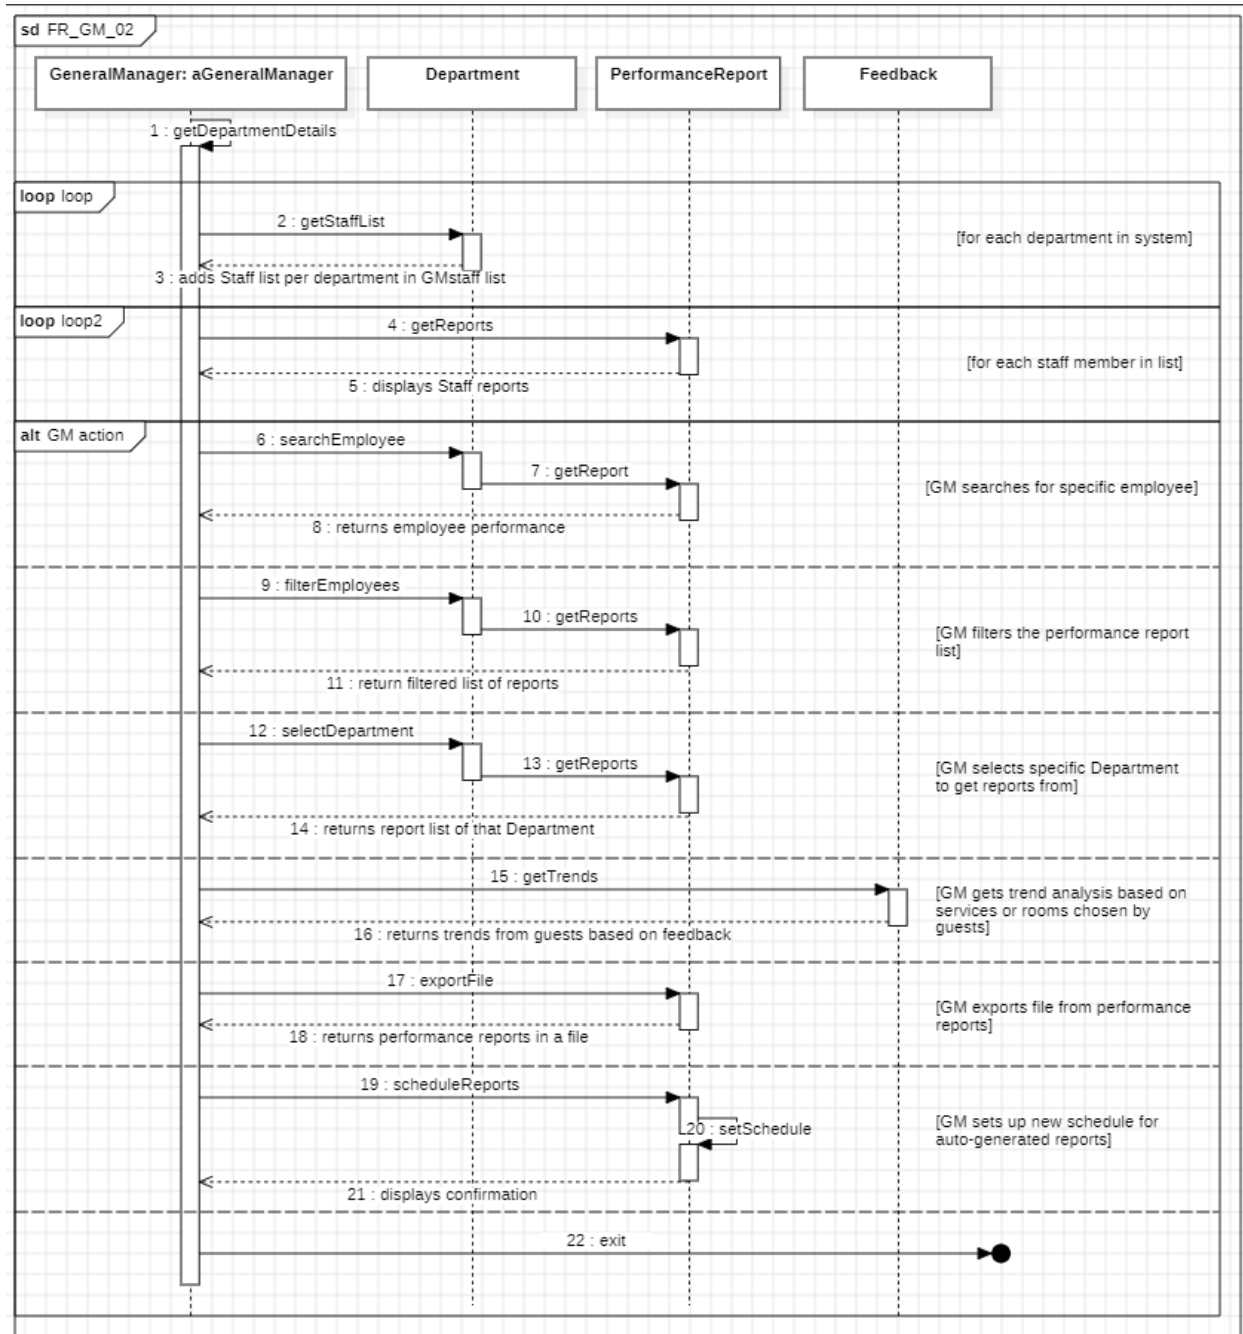 sd FR_GM_02
GeneralManager: aGeneralManager
Department
PerformanceReport
Feedback
1 : getDepartmentDetails
loop loop
2 : getStaffList
[for each department in system]
3 : adds Staff list per department in GMstaff list
loop loop2
4 : getReports
[for each staff member in list]
5 : displays Staff reports
alt GM action
6 : searchEmployee
7 : getReport
[GM searches for specific employee]
8 : returns employee performance
9 : filterEmployees
10 : getReports
[GM filters the performance report
list]
11 : return filtered list of reports
12 : selectDepartment
13 : getReports
[GM selects specific Department
to get reports from]
14 : returns report list of that Department
15 : getTrends
[GM gets trend analysis based on
services or rooms chosen by
guests]
16 : returns trends from guests based on feedback
17 : exportFile
[GM exports file from performance
reports]
18 : returns performance reports in a file
19 : scheduleReports
20 : setSchedule
[GM sets up new schedule for
auto-generated reports]
21 : displays confirmation
22 : exit